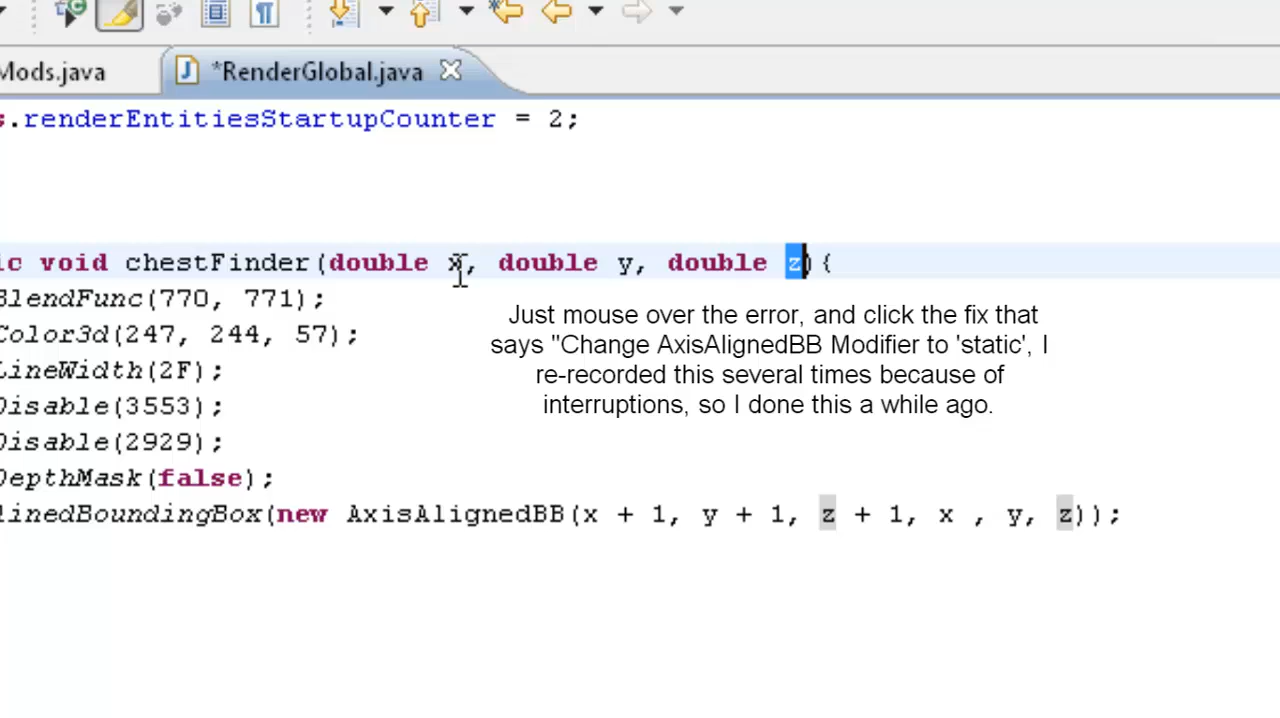 Mods.java
*RenderGlobal.java
s.renderEntitiesStartupCounter = 2;
ic void chestFinder(double x, double y, double z){
BlendFunc(770, 771);
Color3d(247, 244, 57);
LineWidth(2F);
Disable(3553);
Disable(2929);
DepthMask(false);
linedBoundingBox(new AxisAlignedBB(x + 1, y + 1, z + 1, x , y, z));
Just mouse over the error, and click the fix that
says "Change AxisAlignedBB Modifier to 'static', I
re-recorded this several times because of
interruptions, so I done this a while ago.